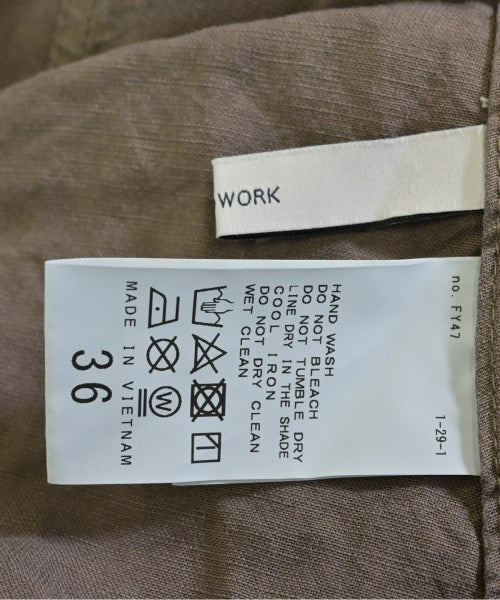 WORK
no. FY47
1-29-1
HAND WASH
DO NOT BLEACH
DO NOT TUMBLE DRY
LINE DRY IN THE SHADE
COOL IRON
DO NOT DRY CLEAN
WET CLEAN
W
MADE IN VIETNAM
36